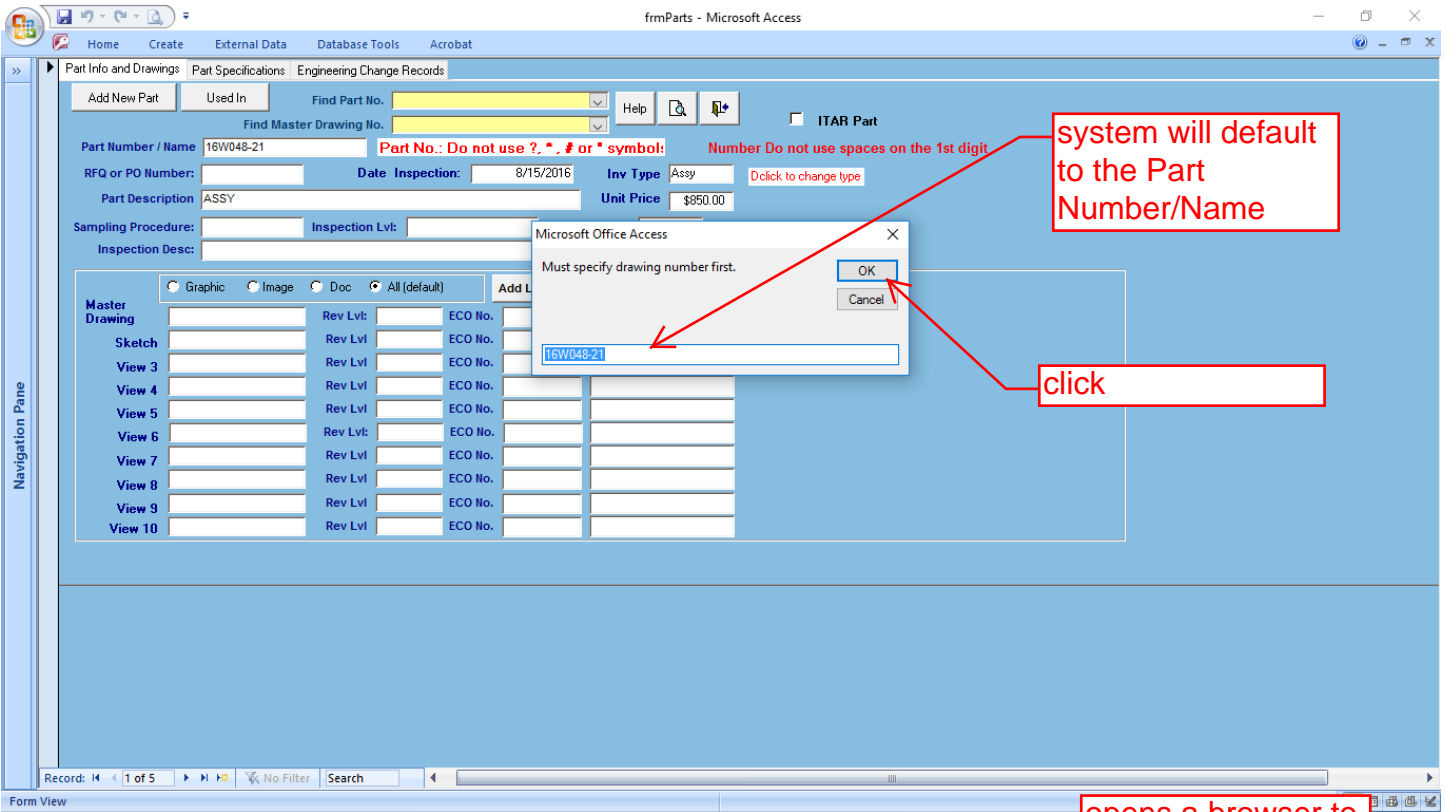 frmParts - Microsoft Access
Home Create External Data Database Tools Acrobat
Part Info and Drawings Part Specifications Engineering Change Records
Add New Part Used In Find Part No. Help
ITAR Part
Find Master Drawing No.
Part Number / Name 16W048-21 Part No.: Do not use ?, * , # or " symbol Number Do not use spaces on the 1st digit
RFQ or PO Number: Date Inspection: 8/15/2016 Inv Type Assy Dclick to change type
Part Description ASSY Unit Price $850.00
Sampling Procedure: Inspection Lvl:
Inspection Desc:
Microsoft Office Access
Must specify drawing number first.
OK
Cancel
16W048-21
Graphic Image Doc All (default) Add L
Master
Drawing Rev Lvl: ECO No.
Sketch Rev Lvl ECO No.
View 3 Rev Lvl ECO No.
View 4 Rev Lvl ECO No.
View 5 Rev Lvl ECO No.
View 6 Rev Lvl: ECO No.
View 7 Rev Lvl ECO No.
View 8 Rev Lvl ECO No.
View 9 Rev Lvl ECO No.
View 10 Rev Lvl ECO No.
system will default
to the Part
Number/Name
click
Navigation Pane
Record: 1 of 5 No Filter Search
Form View
opens a browser to